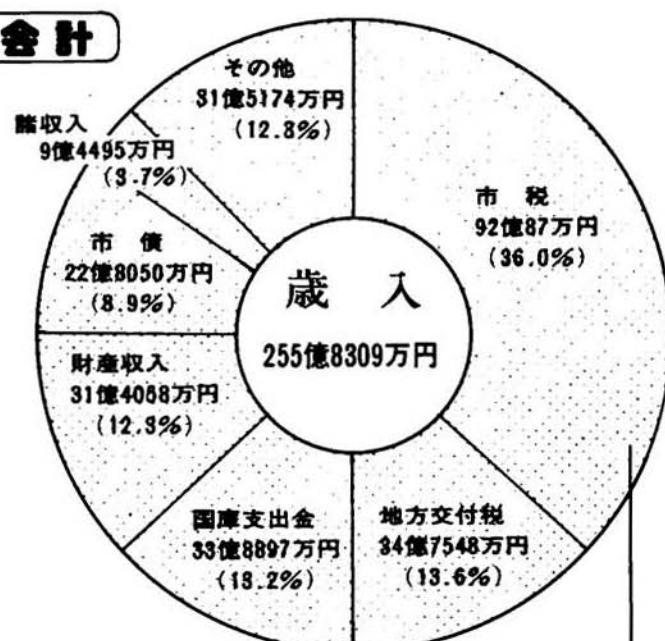 会計
その他
31億5174万円
(12.3%)
諸収入
9億4495万円
(3.7%)
市税
92億87万円
(36.0%)
市債
22億8050万円
(8.9%)
歳入
255億8309万円
財産収入
31億4058万円
(12.3%)
国庫支出金
33億8897万円
(13.2%)
地方交付税
34億7548万円
(13.6%)